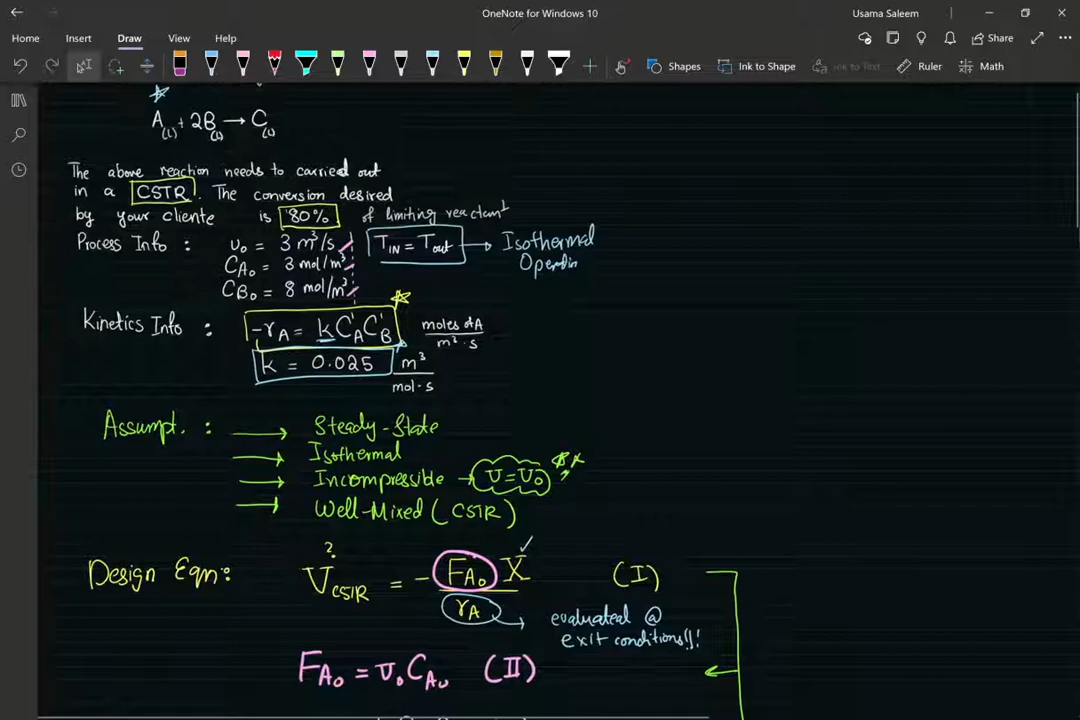 OneNote for Windows 10
Usama Saleem
Home Insert Draw View Help
Share
Shapes Ink to Shape Ink to Text Ruler Math
A(l) + 2B(l) → C(l)
The above reaction needs to carried out
in a CSTR. The conversion desired
by your cliente is 80% of limiting reactant
Process Info : υ₀ = 3 m³/s TIN = Tout → Isothermal
CA₀ = 3 mol/m³ Operatin
CB₀ = 8 mol/m³
Kinetics Info : -rA = kC¹AC¹B moles of A / m³·s
k = 0.025 m³ / mol·s
Assumpt. : → Steady-State
→ Isothermal
→ Incompressible → υ=υ₀
→ Well-Mixed (CSTR)
?
Design Eqn: VCSTR = - FA₀ X / rA (I)
evaluated @
exit conditions!!!
FA₀ = υ₀CA₀ (II)